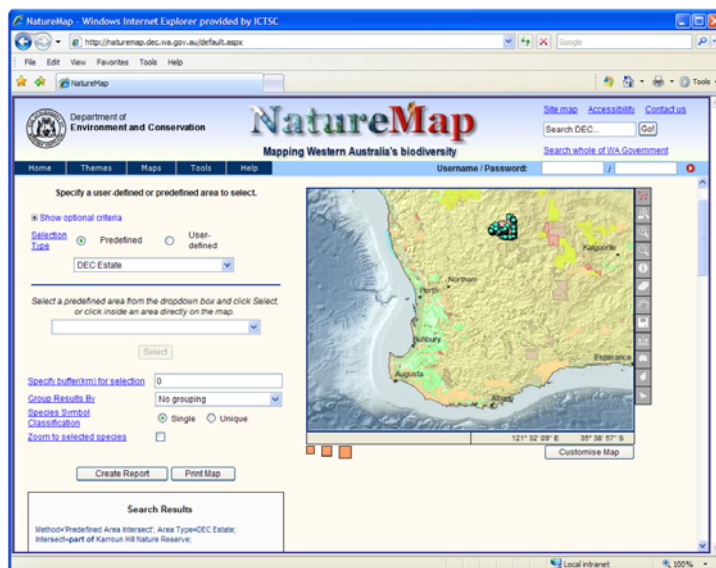 NatureMap - Windows Internet Explorer provided by ICTSC
http://naturemap.dec.wa.gov.au/default.aspx
Google
File Edit View Favorites Tools Help
NatureMap
Tools
Department of
Environment and Conservation
NatureMap
Mapping Western Australia's biodiversity
Site map Accessibility Contact us
Search DEC... Go!
Search whole of WA Government
Home Themes Maps Tools Help
Username / Password: /
Specify a user-defined or predefined area to select.
Show optional criteria
Selection Type Predefined User-defined
DEC Estate
Select a predefined area from the dropdown box and click Select,
or click inside an area directly on the map.
Select
Specify buffer(km) for selection 0
Group Results By No grouping
Species Symbol Classification Single Unique
Zoom to selected species
Create Report Print Map
Search Results
Method='Predefined Area Intersect'; Area Type=DEC Estate;
Intersect=part of Karroun Hill Nature Reserve;
Kalgoorlie
Northam
Perth
Bunbury
Esperance
Augusta
Albany
121° 32' 09" E 35° 38' 57" S
Customise Map
Local intranet 100%